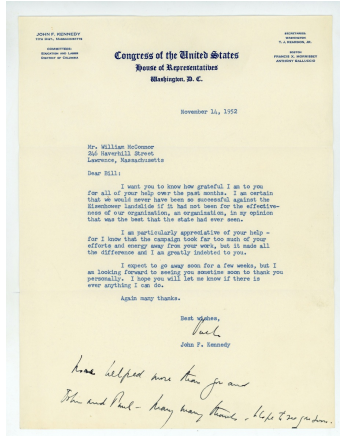 JOHN F. KENNEDY
11TH DIST., MASSACHUSETTS
COMMITTEES:
EDUCATION AND LABOR
DISTRICT OF COLUMBIA
Congress of the United States
House of Representatives
Washington, D. C.
SECRETARIES
WASHINGTON
T. J. REARDON, JR.
BOSTON
FRANCIS X. MORRISSEY
ANTHONY GALLUCCIO
November 14, 1952
Mr. William McConnor
246 Haverhill Street
Lawrence, Massachusetts
Dear Bill:
I want you to know how grateful I am to you
for all of your help over the past months. I am certain
that we would never have been so successful against the
Eisenhower landslide if it had not been for the effective-
ness of our organization, an organization, in my opinion
that was the best that the state had ever seen.
I am particularly appreciative of your help -
for I know that the campaign took far too much of your
efforts and energy away from your work, but it made all
the difference and I am greatly indebted to you.
I expect to go away soon for a few weeks, but I
am looking forward to seeing you sometime soon to thank you
personally. I hope you will let me know if there is
ever anything I can do.
Again many thanks.
Best wishes,
Jack
John F. Kennedy
helped more than you and
John and Paul - many many thanks - hope to see you soon.